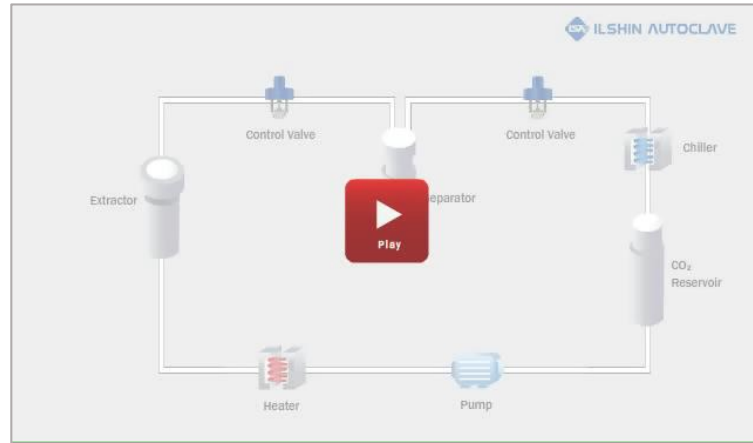 ILSHIN AUTOCLAVE
Control Valve
Control Valve
Chiller
Extractor
eparator
Play
CO₂
Reservoir
Heater
Pump